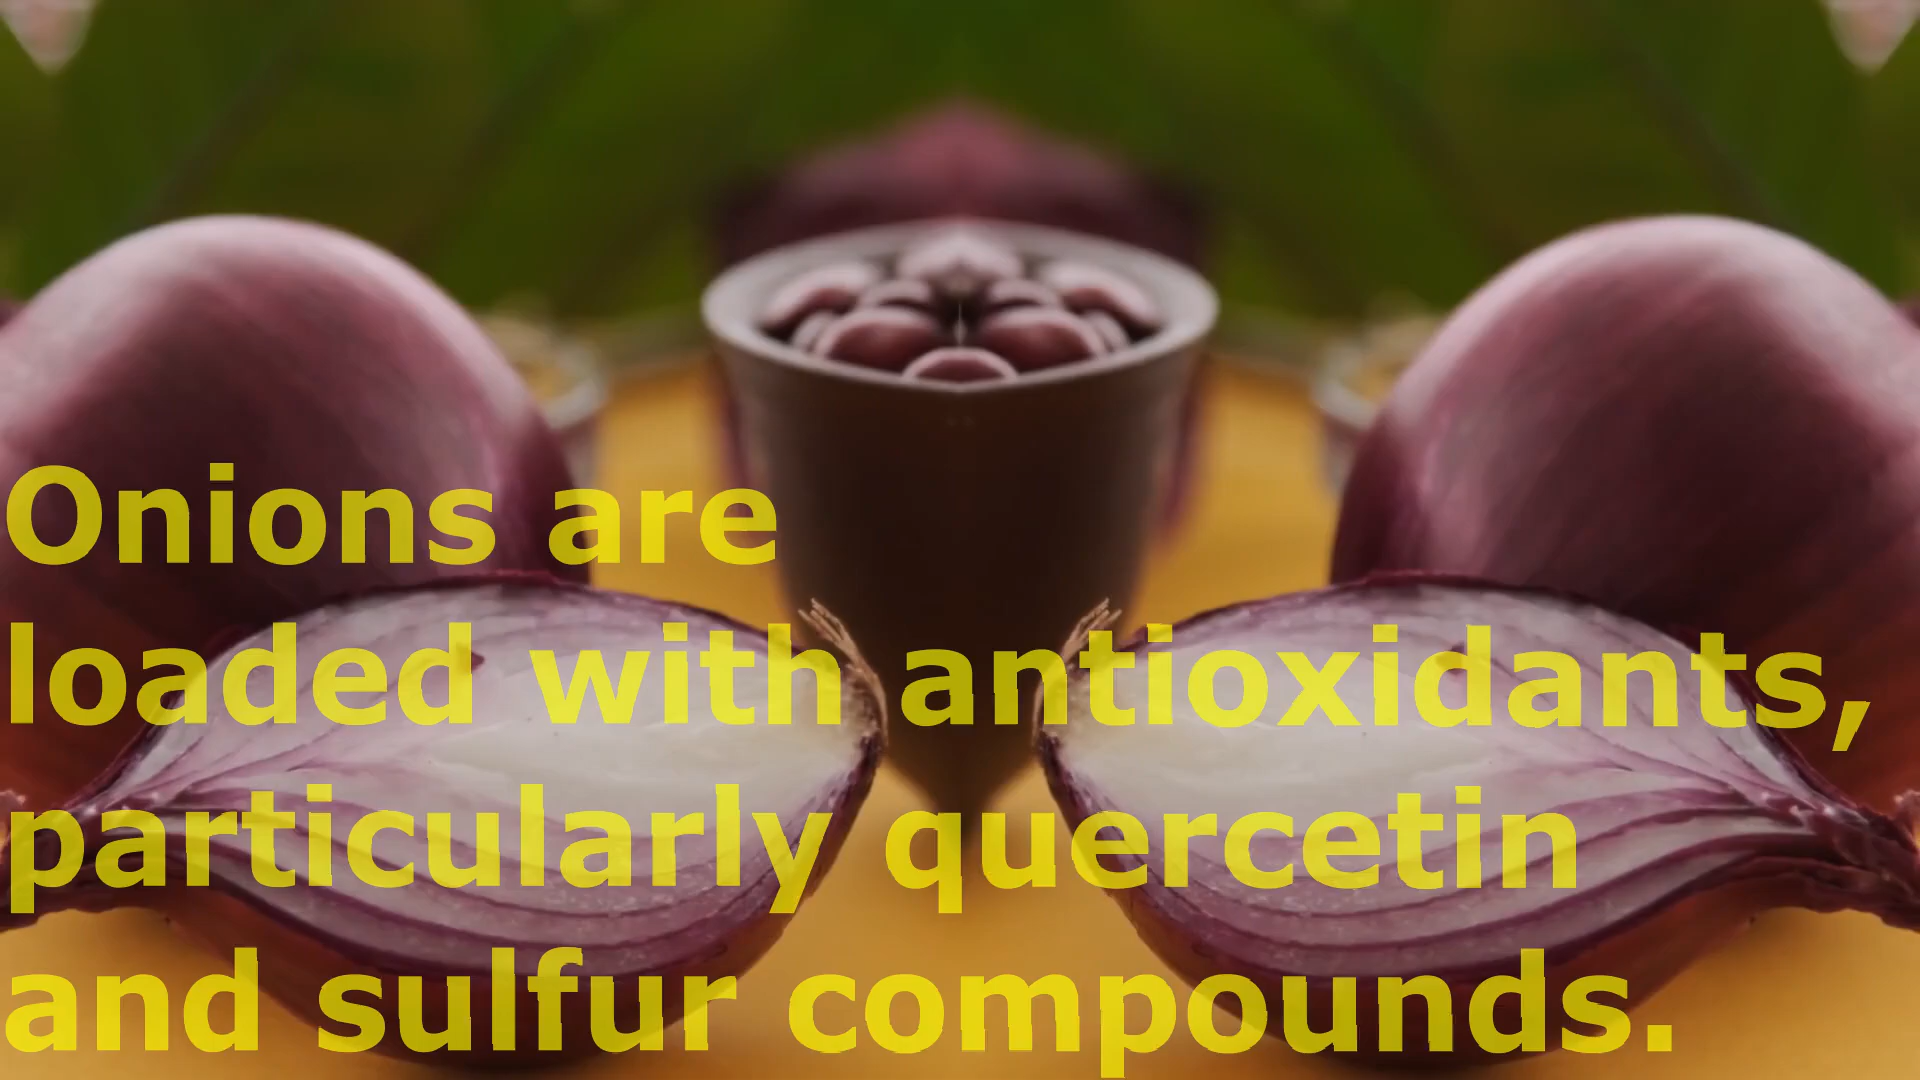 Onions are
loaded with antioxidants,
particularly quercetin
and sulfur compounds.